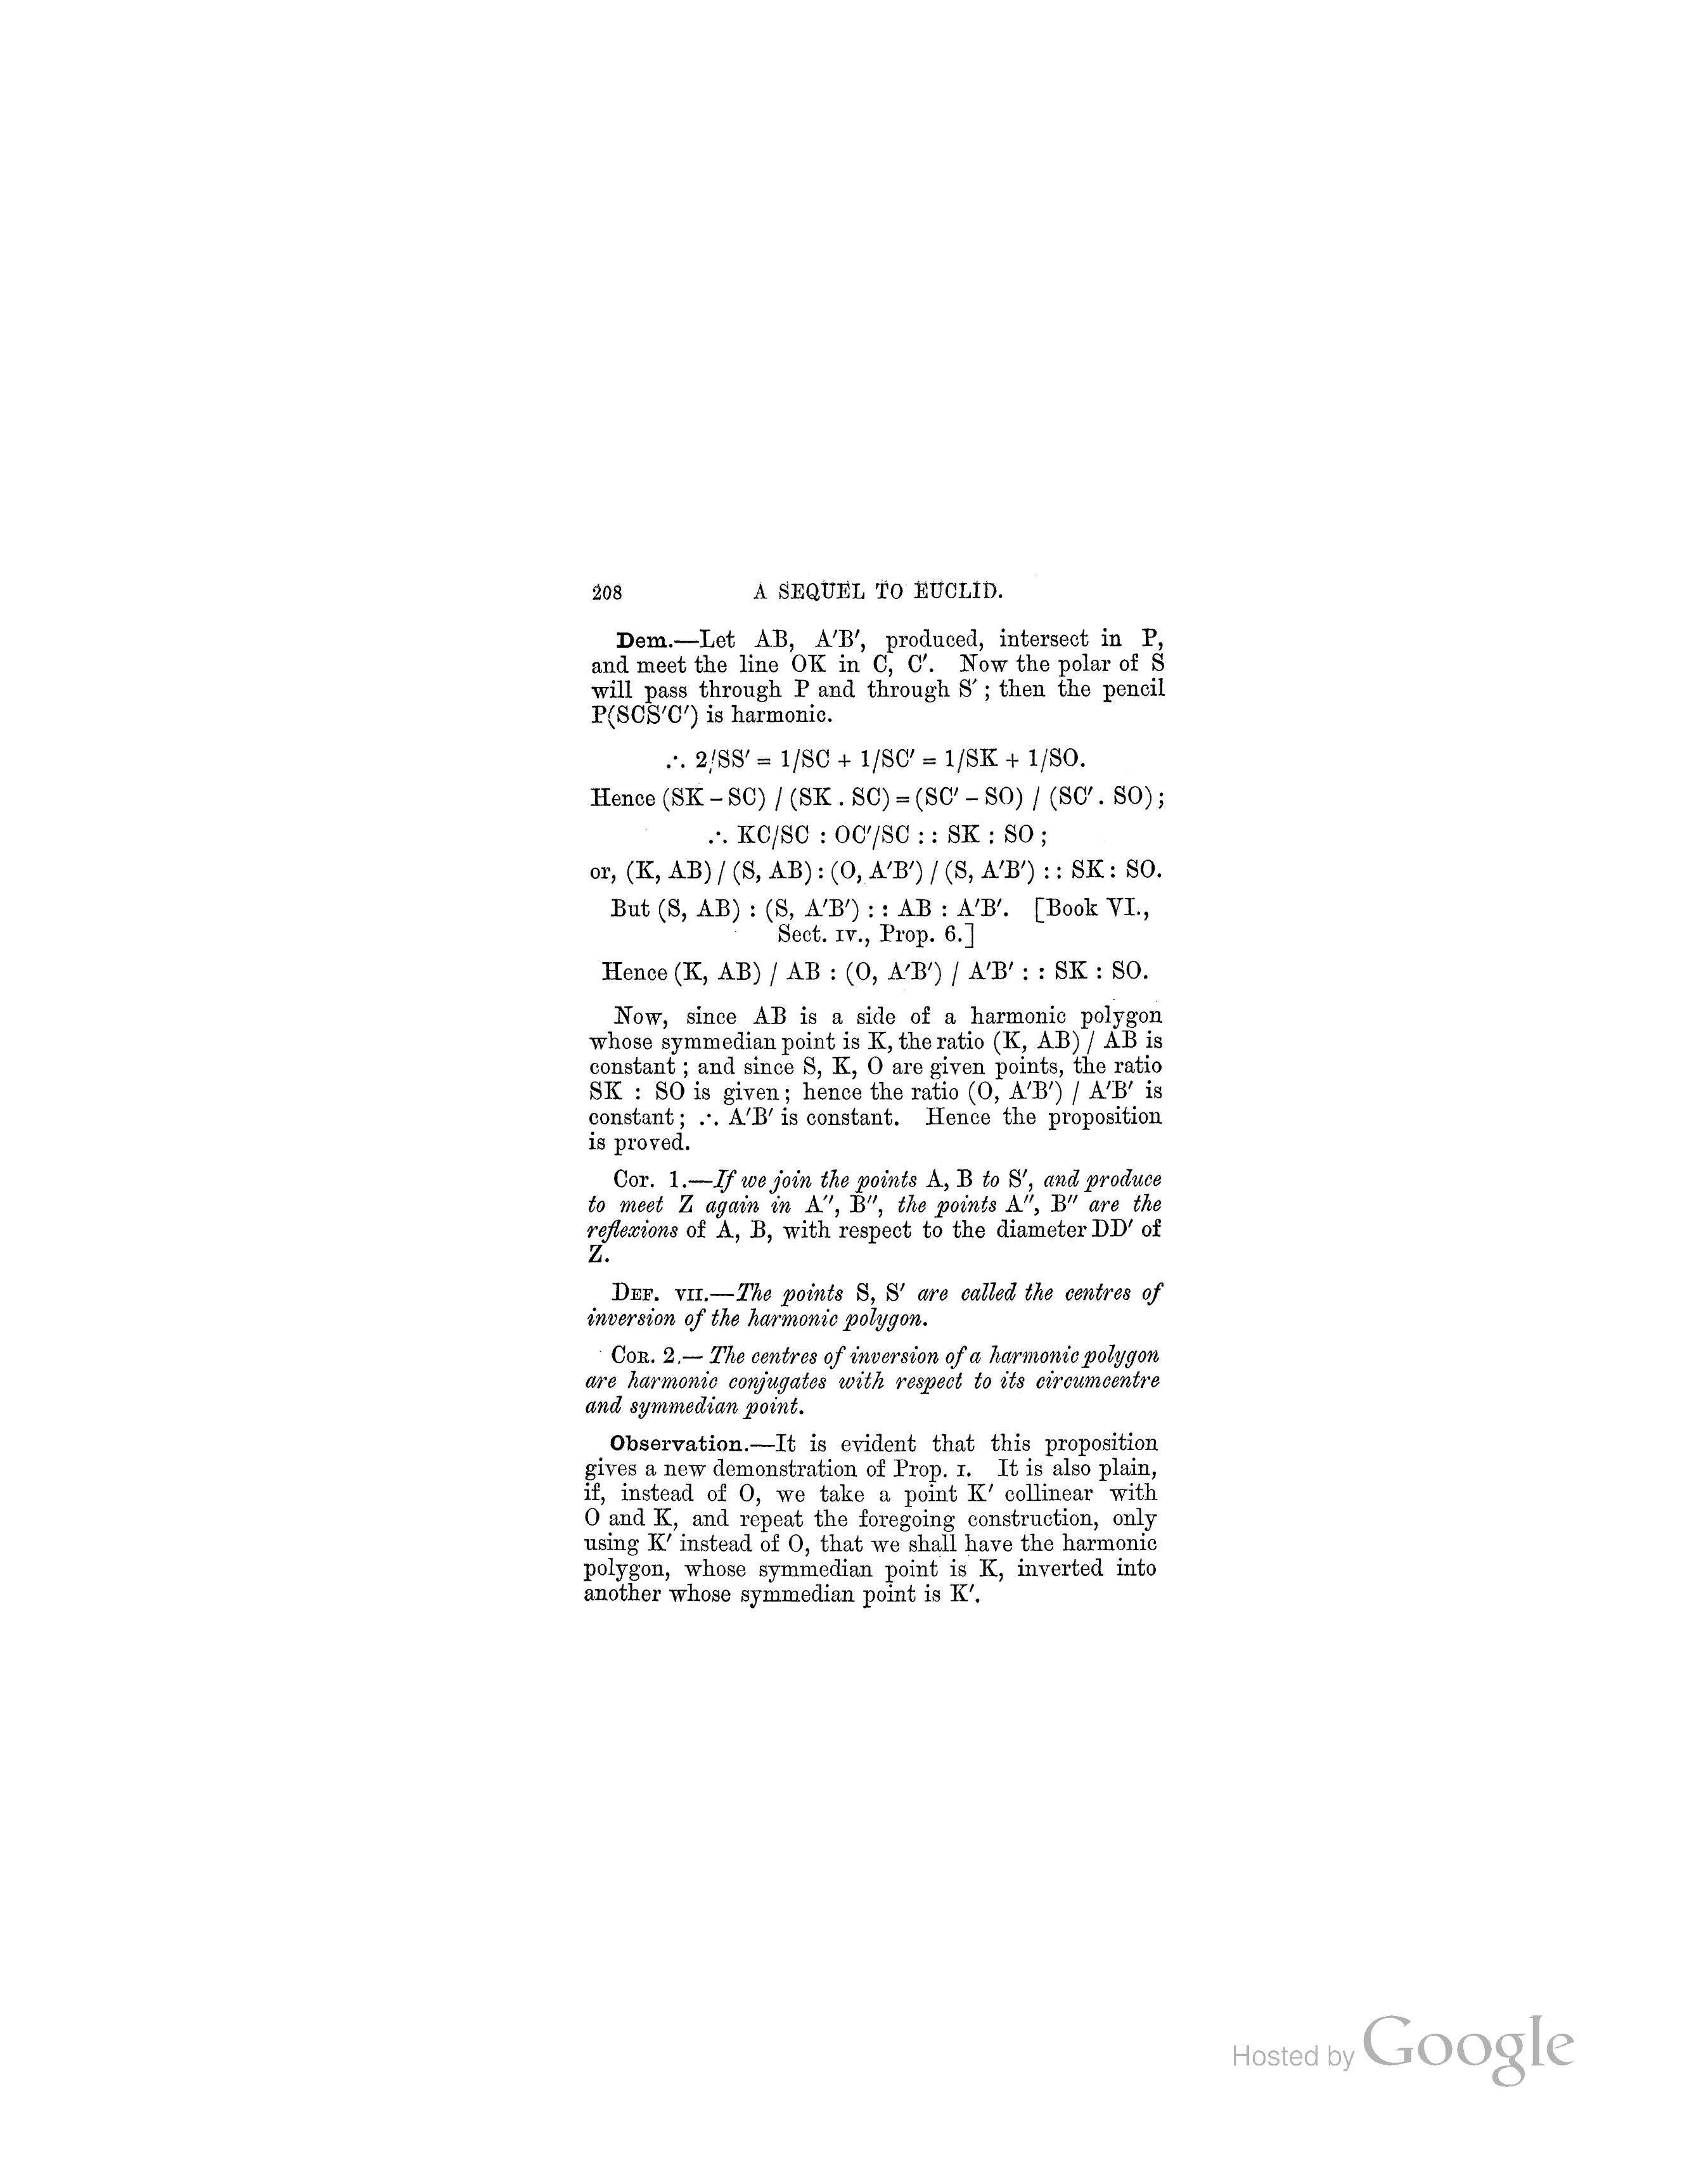 208 A SEQUEL TO EUCLID.
Dem.—Let AB, A′B′, produced, intersect in P,
and meet the line OK in C, C′. Now the polar of S
will pass through P and through S′ ; then the pencil
P(SCS′C′) is harmonic.
∴ 2/SS′ = 1/SC + 1/SC′ = 1/SK + 1/SO.
Hence (SK – SC) / (SK . SC) = (SC′ – SO) / (SC′ . SO) ;
∴ KC/SC : OC′/SC : : SK : SO ;
or, (K, AB) / (S, AB) : (O, A′B′) / (S, A′B′) : : SK : SO.
But (S, AB) : (S, A′B′) : : AB : A′B′. [Book VI.,
Sect. IV., Prop. 6.]
Hence (K, AB) / AB : (O, A′B′) / A′B′ : : SK : SO.
Now, since AB is a side of a harmonic polygon
whose symmedian point is K, the ratio (K, AB) / AB is
constant ; and since S, K, O are given points, the ratio
SK : SO is given ; hence the ratio (O, A′B′) / A′B′ is
constant ; ∴ A′B′ is constant. Hence the proposition
is proved.
Cor. 1.—If we join the points A, B to S′, and produce
to meet Z again in A″, B″, the points A″, B″ are the
reflexions of A, B, with respect to the diameter DD′ of
Z.
DEF. VII.—The points S, S′ are called the centres of
inversion of the harmonic polygon.
COR. 2.— The centres of inversion of a harmonic polygon
are harmonic conjugates with respect to its circumcentre
and symmedian point.
Observation.—It is evident that this proposition
gives a new demonstration of Prop. I. It is also plain,
if, instead of O, we take a point K′ collinear with
O and K, and repeat the foregoing construction, only
using K′ instead of O, that we shall have the harmonic
polygon, whose symmedian point is K, inverted into
another whose symmedian point is K′.
Hosted by Google